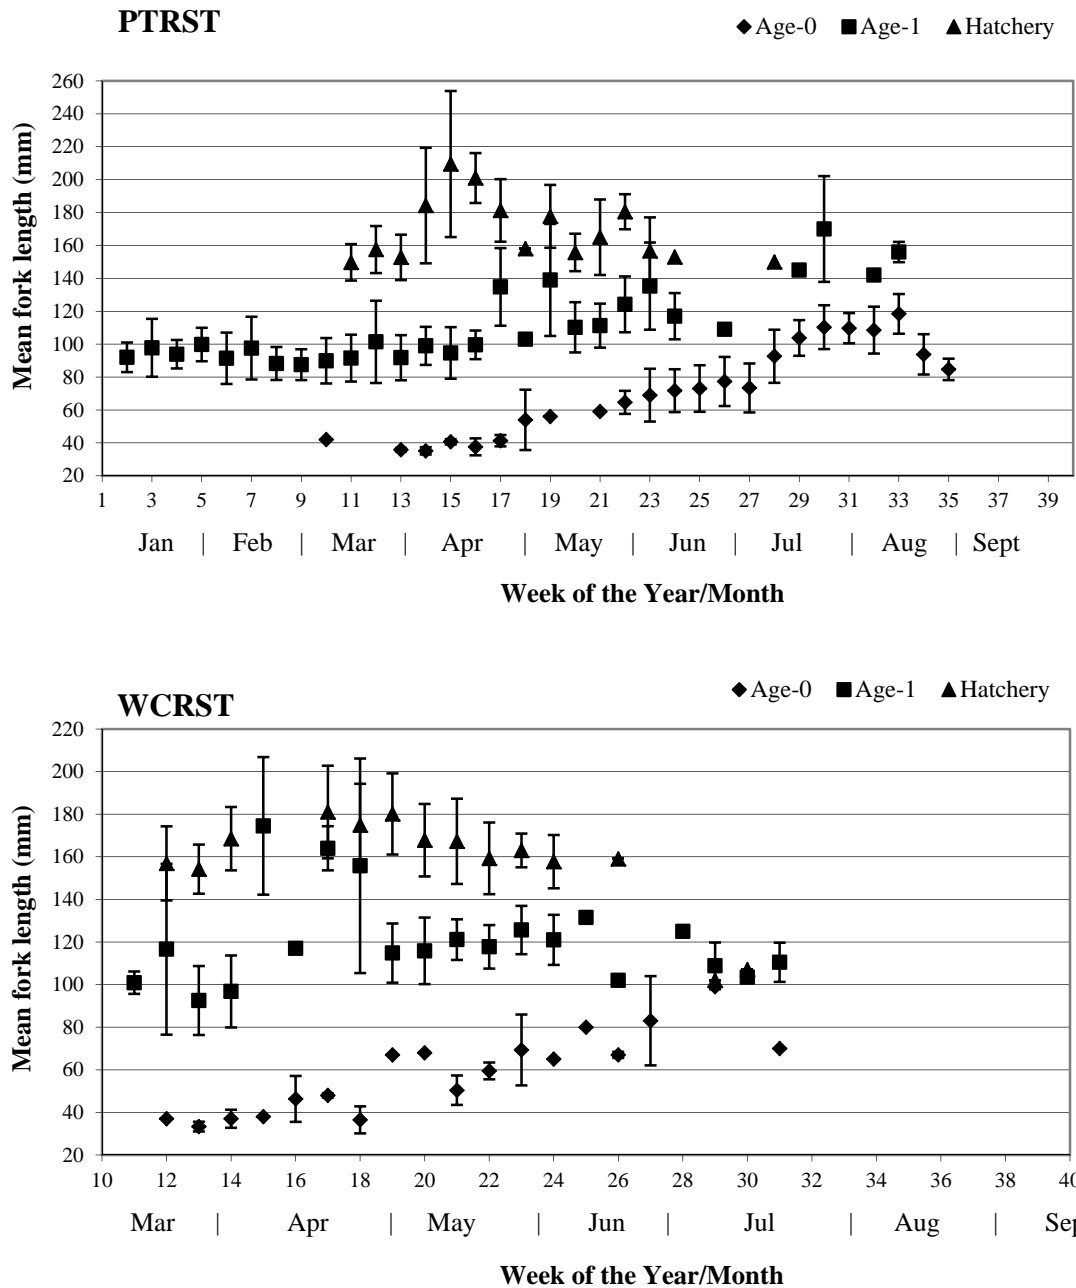 PTRST
Age-0 Age-1 Hatchery
Mean fork length (mm)
260
240
220
200
180
160
140
120
100
80
60
40
20
1 3 5 7 9 11 13 15 17 19 21 23 25 27 29 31 33 35 37 39
Jan | Feb | Mar | Apr | May | Jun | Jul | Aug | Sept
Week of the Year/Month
Age-0 Age-1 Hatchery
WCRST
Mean fork length (mm)
220
200
180
160
140
120
100
80
60
40
20
10 12 14 16 18 20 22 24 26 28 30 32 34 36 38 40
Mar | Apr | May | Jun | Jul | Aug | Sep
Week of the Year/Month